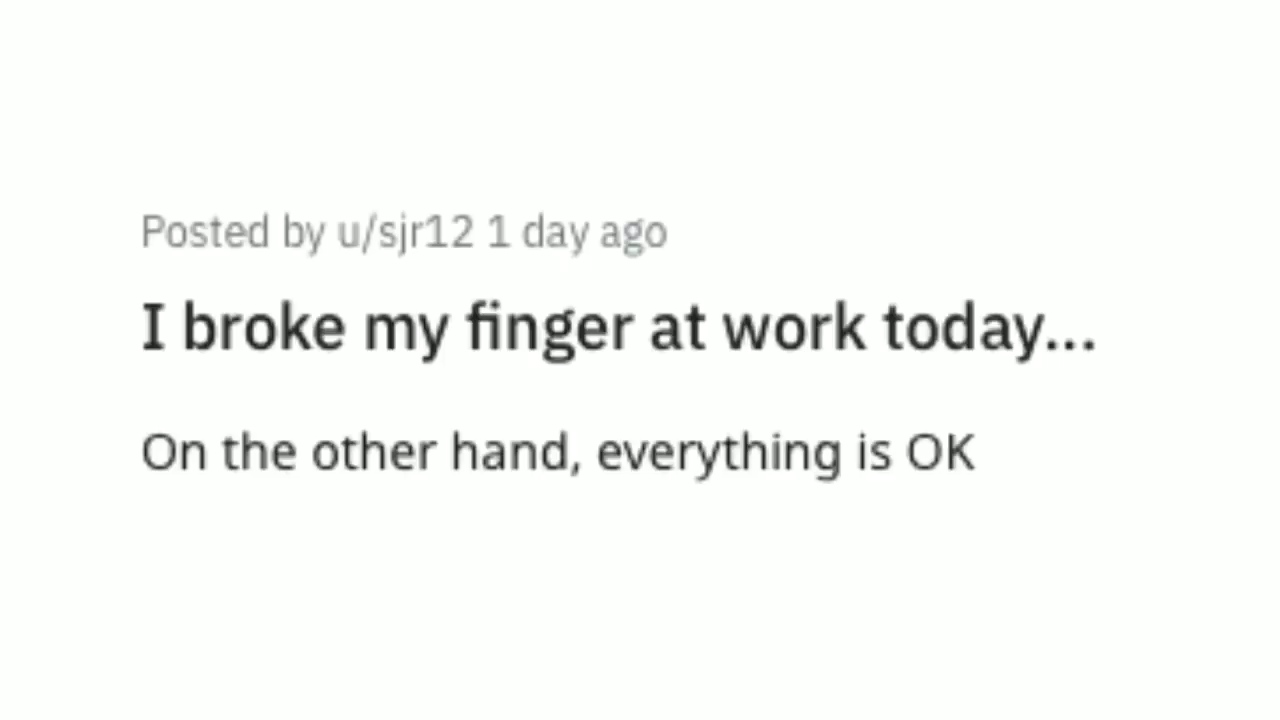 Posted by u/sjr12 1 day ago
I broke my finger at work today...
On the other hand, everything is OK